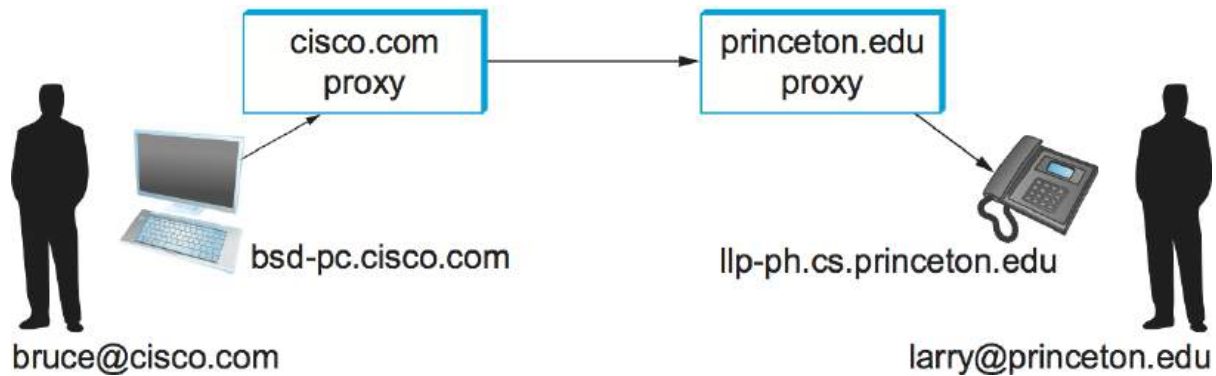 cisco.com
proxy
princeton.edu
proxy
bsd-pc.cisco.com
llp-ph.cs.princeton.edu
bruce@cisco.com
larry@princeton.edu